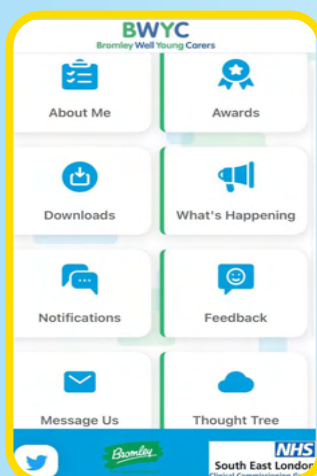 BWYC
Bromley Well Young Carers
About Me
Awards
Downloads
What's Happening
Notifications
Feedback
Message Us
Thought Tree
Bromley
NHS
South East London